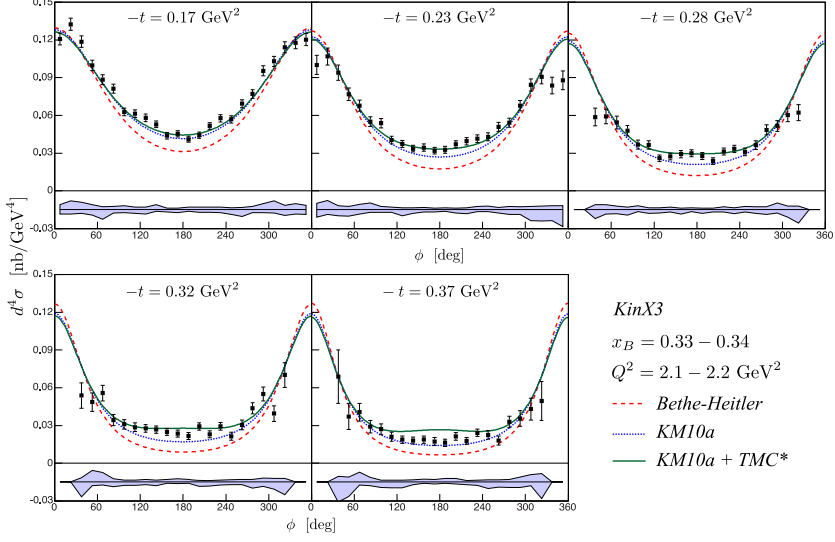 d⁴σ [nb/GeV⁴]
0.15
0.12
0.09
0.06
0.03
0
-0.03
−t = 0.17 GeV²
−t = 0.23 GeV²
−t = 0.28 GeV²
0 60 120 180 240 300 0 60 120 180 240 300 0 60 120 180 240 300 360
ϕ [deg]
ϕ [deg]
ϕ [deg]
0.15
0.12
0.09
0.06
0.03
0
-0.03
−t = 0.32 GeV²
−t = 0.37 GeV²
0 60 120 180 240 300 0 60 120 180 240 300 360
ϕ [deg]
ϕ [deg]
KinX3
x_B = 0.33 − 0.34
Q² = 2.1 − 2.2 GeV²
Bethe-Heitler
KM10a
KM10a + TMC*